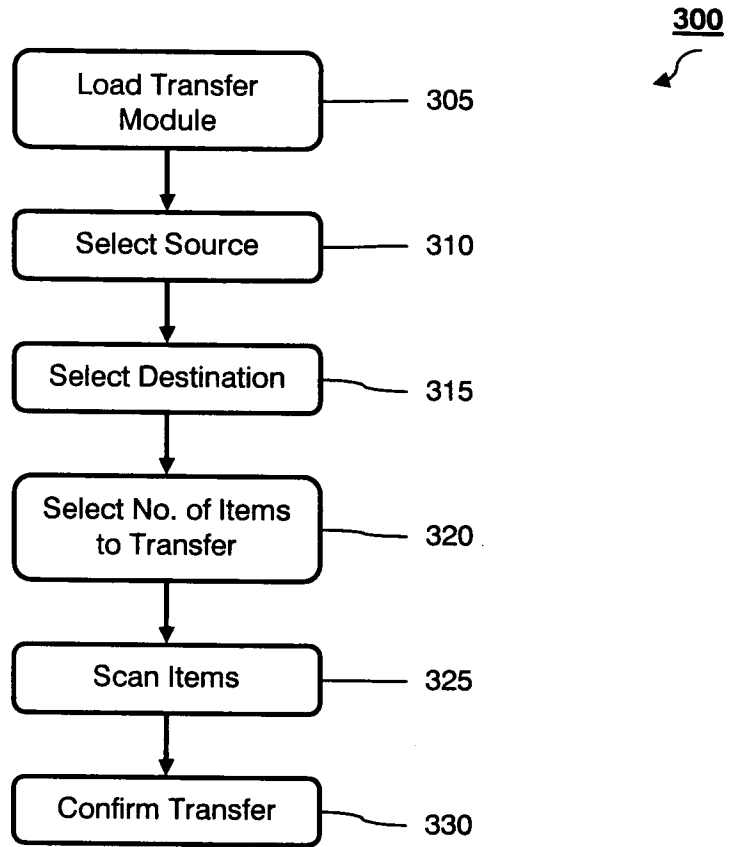 300
Load Transfer
Module
305
Select Source
310
Select Destination
315
Select No. of Items
to Transfer
320
Scan Items
325
Confirm Transfer
330